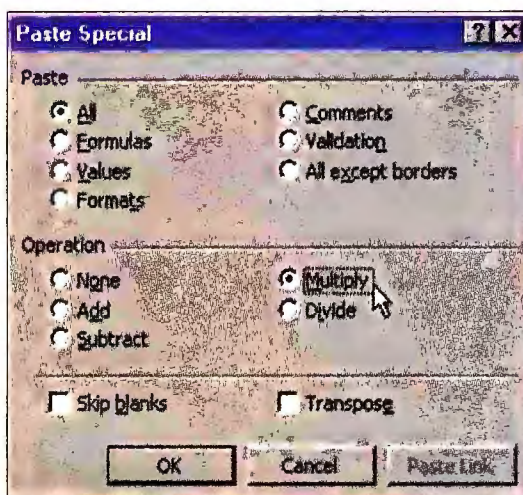 Paste Special
Paste
All
Comments
Formulas
Validation
Values
All except borders
Formats
Operation
None
Multiply
Add
Divide
Subtract
Skip blanks
Transpose
OK
Cancel
Paste Link